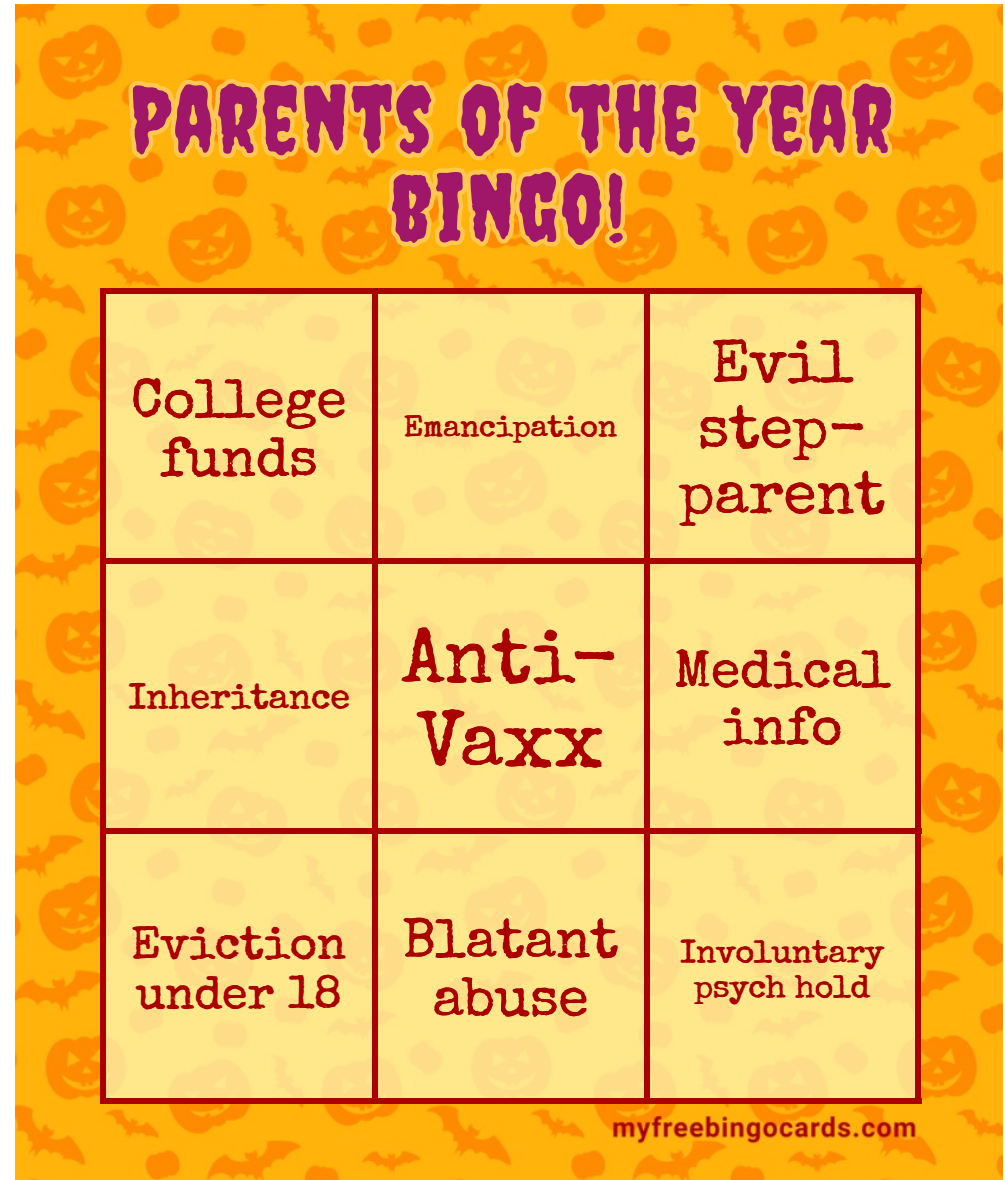 PARENTS OF THE YEAR
BINGO!
College
funds
Emancipation
Evil
step-
parent
Inheritance
Anti-
Vaxx
Medical
info
Eviction
under 18
Blatant
abuse
Involuntary
psych hold
myfreebingocards.com